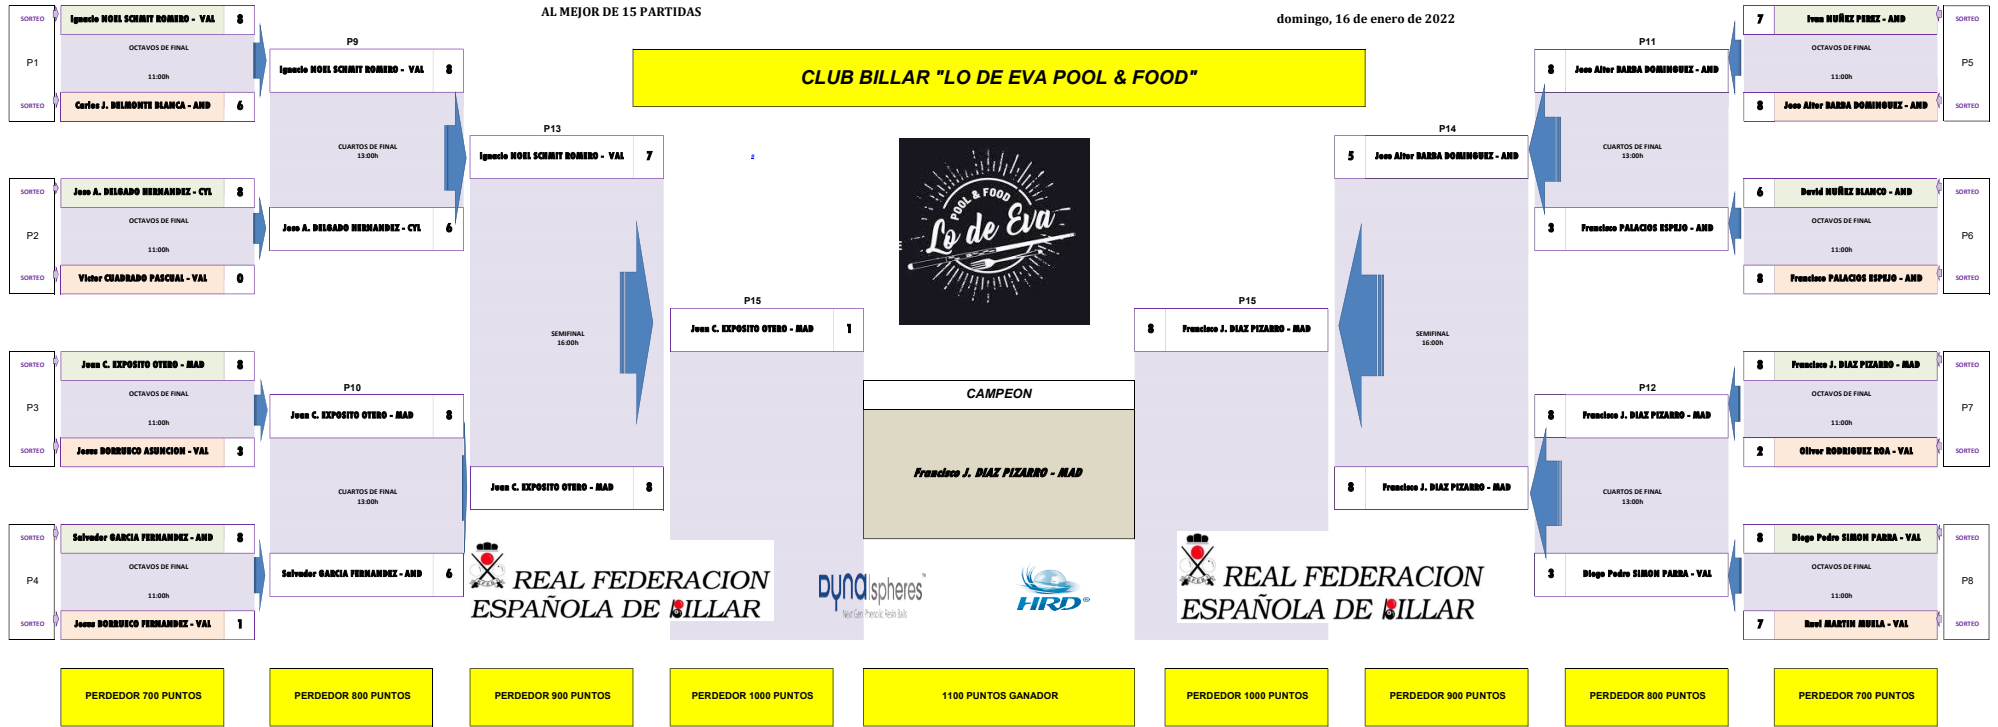 AL MEJOR DE 15 PARTIDAS
domingo, 16 de enero de 2022
CLUB BILLAR "LO DE EVA POOL & FOOD"
SORTEO
Ignacio NOEL SCHMIT ROMERO - VAL 8
P1
OCTAVOS DE FINAL
11:00h
SORTEO
Carlos J. DELMONTE BLANCA - AND 6
SORTEO
Jose A. DELGADO HERNANDEZ - CYL 8
P2
OCTAVOS DE FINAL
11:00h
SORTEO
Victor CUADRADO PASCUAL - VAL 0
SORTEO
Juan C. EXPOSITO OTERO - MAD 8
P3
OCTAVOS DE FINAL
11:00h
SORTEO
Jesus BORRUECO ASUNCION - VAL 3
SORTEO
Salvador GARCIA FERNANDEZ - AND 8
P4
OCTAVOS DE FINAL
11:00h
SORTEO
Jesus BORRUECO FERNANDEZ - VAL 1
P9
Ignacio NOEL SCHMIT ROMERO - VAL 8
CUARTOS DE FINAL
13:00h
Jose A. DELGADO HERNANDEZ - CYL 6
P10
Juan C. EXPOSITO OTERO - MAD 8
CUARTOS DE FINAL
13:00h
Salvador GARCIA FERNANDEZ - AND 6
P13
Ignacio NOEL SCHMIT ROMERO - VAL 7
SEMIFINAL
16:00h
Juan C. EXPOSITO OTERO - MAD 8
P15
Juan C. EXPOSITO OTERO - MAD 1
POOL & FOOD
Lo de Eva
CAMPEON
Francisco J. DIAZ PIZARRO - MAD
P15
8 Francisco J. DIAZ PIZARRO - MAD
P14
5 Jose Alter BARBA DOMINGUEZ - AND
SEMIFINAL
16:00h
8 Francisco J. DIAZ PIZARRO - MAD
P11
8 Jose Alter BARBA DOMINGUEZ - AND
CUARTOS DE FINAL
13:00h
3 Francisco PALACIOS ESPEJO - AND
P12
8 Francisco J. DIAZ PIZARRO - MAD
CUARTOS DE FINAL
13:00h
3 Diego Pedro SIMON PARRA - VAL
7 Ivan NUÑEZ PEREZ - AND
SORTEO
OCTAVOS DE FINAL
11:00h
P5
8 Jose Alter BARBA DOMINGUEZ - AND
SORTEO
6 David NUÑEZ BLANCO - AND
SORTEO
OCTAVOS DE FINAL
11:00h
P6
8 Francisco PALACIOS ESPEJO - AND
SORTEO
8 Francisco J. DIAZ PIZARRO - MAD
SORTEO
OCTAVOS DE FINAL
11:00h
P7
2 Oliver RODRIGUEZ ROA - VAL
SORTEO
8 Diego Pedro SIMON PARRA - VAL
SORTEO
OCTAVOS DE FINAL
11:00h
P8
7 Raul MARTIN MUELA - VAL
SORTEO
REAL FEDERACION
ESPAÑOLA DE BILLAR
Dynaspheres™
Next Gen Phenolic Resin Balls
HRD®
REAL FEDERACION
ESPAÑOLA DE BILLAR
PERDEDOR 700 PUNTOS
PERDEDOR 800 PUNTOS
PERDEDOR 900 PUNTOS
PERDEDOR 1000 PUNTOS
1100 PUNTOS GANADOR
PERDEDOR 1000 PUNTOS
PERDEDOR 900 PUNTOS
PERDEDOR 800 PUNTOS
PERDEDOR 700 PUNTOS